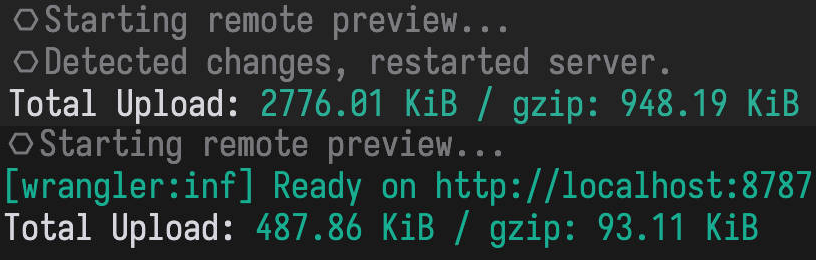 Starting remote preview...
Detected changes, restarted server.
Total Upload: 2776.01 KiB / gzip: 948.19 KiB
Starting remote preview...
[wrangler:inf] Ready on http://localhost:8787
Total Upload: 487.86 KiB / gzip: 93.11 KiB